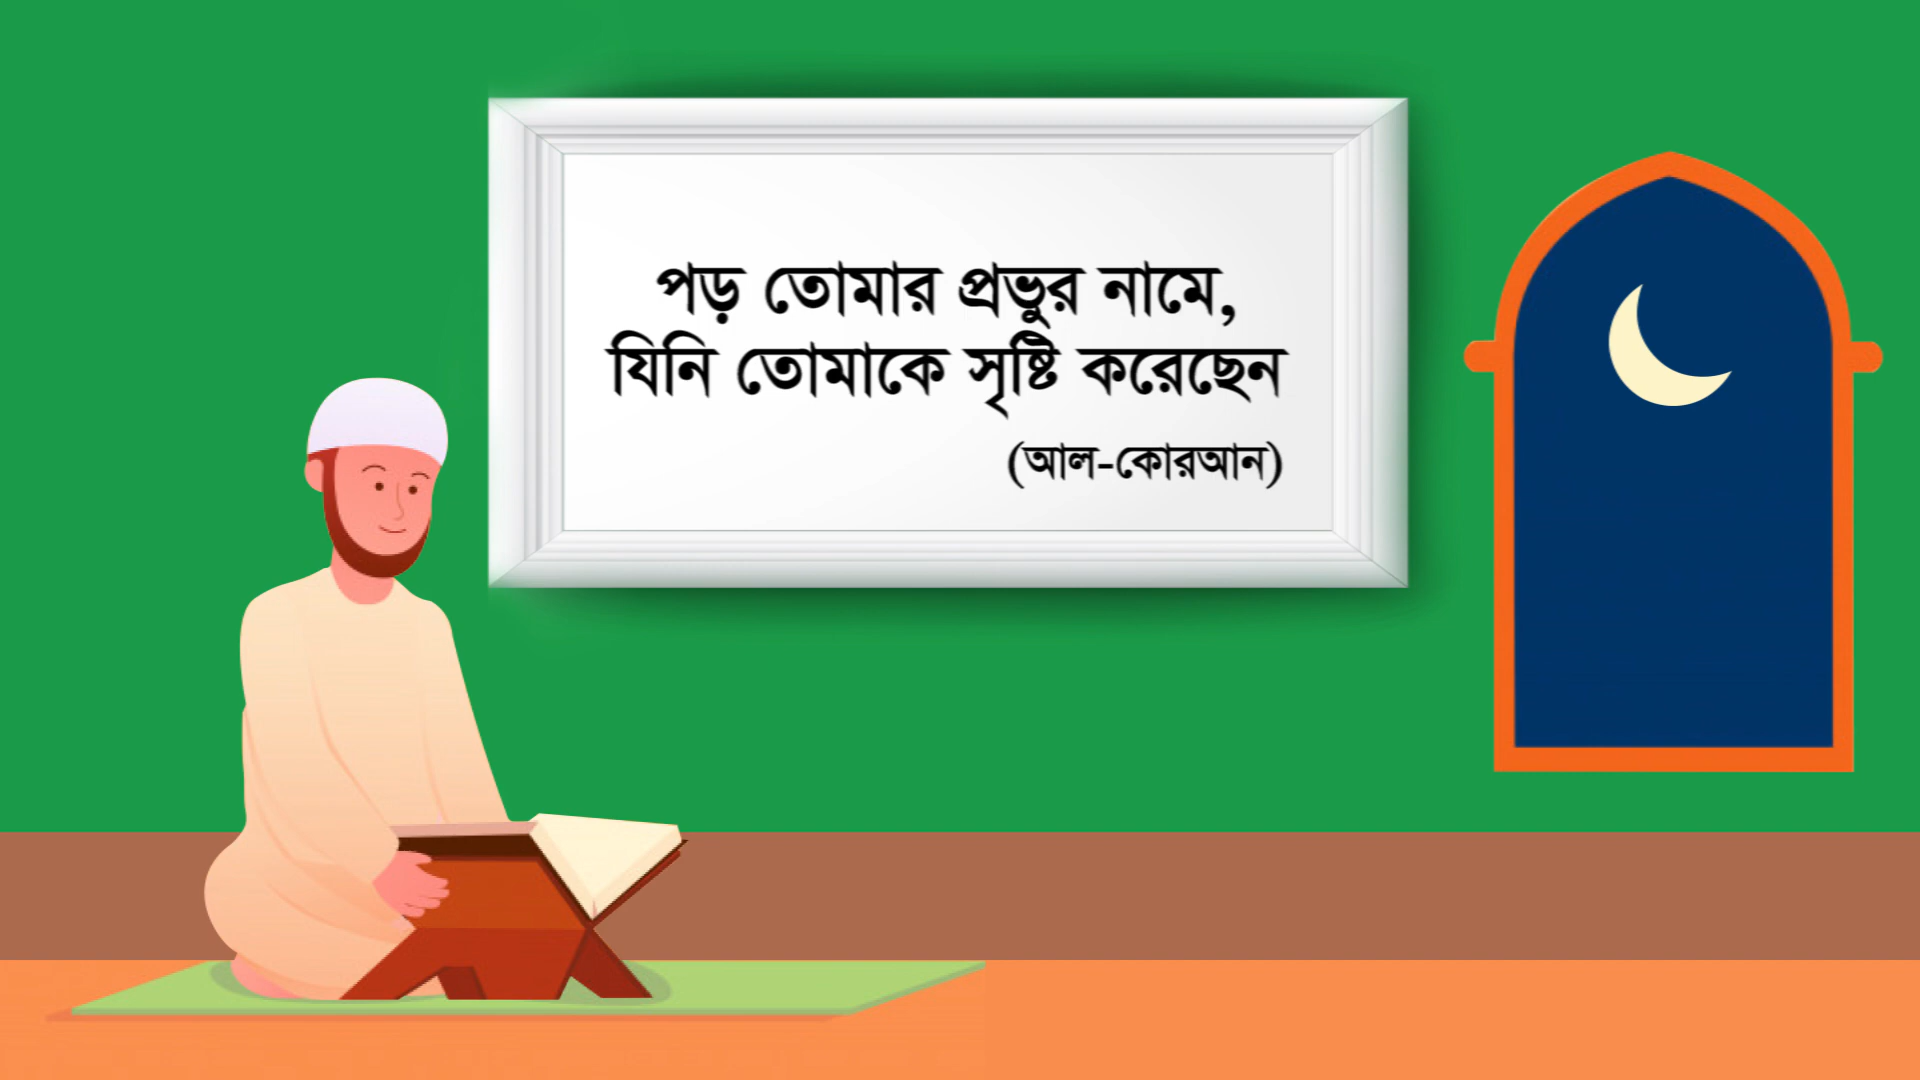 পড় তোমার প্রভুর নামে,
যিনি তোমাকে সৃষ্টি করেছেন
(আল-কোরআন)